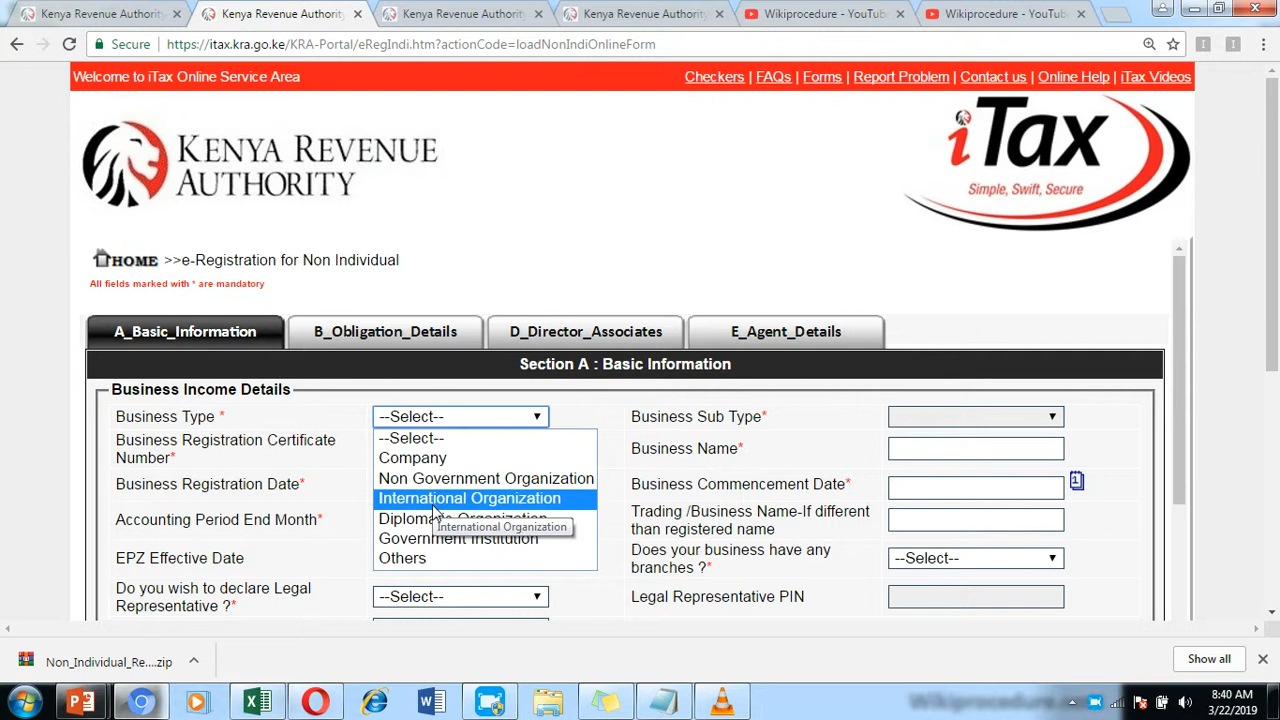 Kenya Revenue Authority
Kenya Revenue Authority
Kenya Revenue Authority
Kenya Revenue Authority
Wikiprocedure - YouTube
Wikiprocedure - YouTube
Secure
https://itax.kra.go.ke/KRA-Portal/eRegIndi.htm?actionCode=loadNonIndiOnlineForm
Welcome to iTax Online Service Area
Checkers | FAQs | Forms | Report Problem | Contact us | Online Help | iTax Videos
KENYA REVENUE
AUTHORITY
iTax
Simple, Swift, Secure
HOME >>e-Registration for Non Individual
All fields marked with * are mandatory
A_Basic_Information
B_Obligation_Details
D_Director_Associates
E_Agent_Details
Section A : Basic Information
Business Income Details
Business Type *
--Select--
Business Sub Type*
--Select--
Company
Non Government Organization
International Organization
Diplomatic Organization
International Organization
Government Institution
Others
Business Registration Certificate
Number*
Business Name*
Business Registration Date*
Business Commencement Date*
1
Accounting Period End Month*
Trading /Business Name-If different
than registered name
EPZ Effective Date
Does your business have any
branches ?*
--Select--
Do you wish to declare Legal
Representative ?*
--Select--
Legal Representative PIN
Non_Individual_Re....zip
Show all
8:40 AM
3/22/2019
Wikiprocedure.com